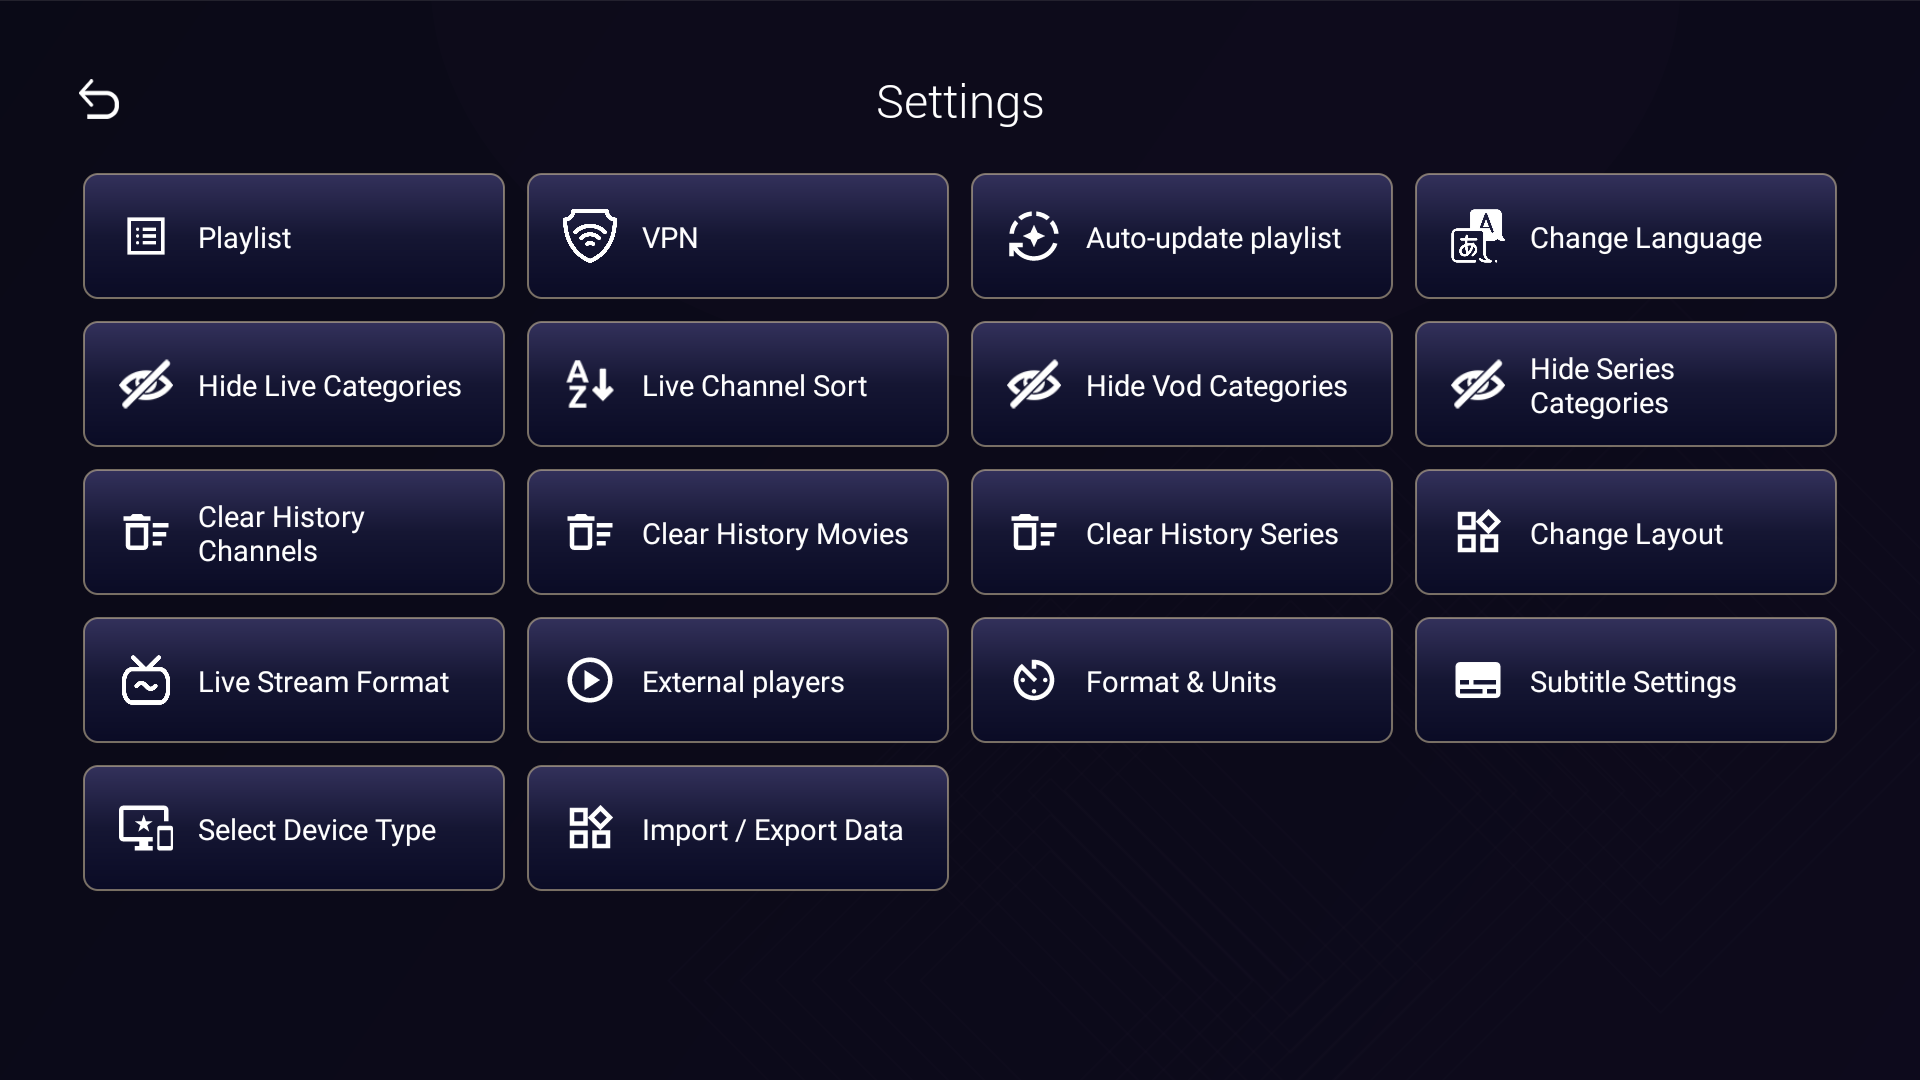 Settings
Playlist
VPN
Auto-update playlist
Change Language
Hide Live Categories
Live Channel Sort
Hide Vod Categories
Hide Series
Categories
Clear History
Channels
Clear History Movies
Clear History Series
Change Layout
Live Stream Format
External players
Format & Units
Subtitle Settings
Select Device Type
Import / Export Data